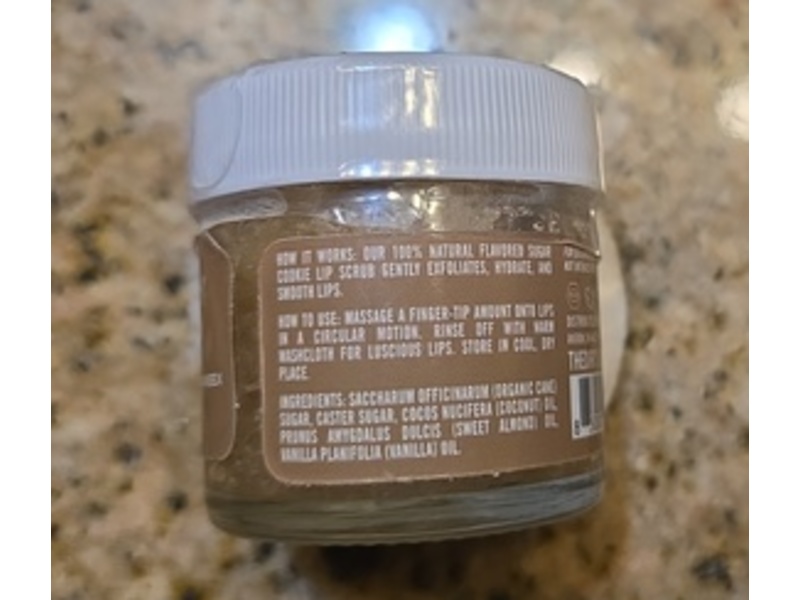 HOW IT WORKS: OUR 100% NATURAL FLAVORED SUGAR
COOKIE LIP SCRUB GENTLY EXFOLIATES, HYDRATE, AND
SMOOTH LIPS.
HOW TO USE: MASSAGE A FINGER-TIP AMOUNT ONTO LIPS
IN A CIRCULAR MOTION. RINSE OFF WITH WARM
WASHCLOTH FOR LUSCIOUS LIPS. STORE IN COOL, DRY
PLACE.
INGREDIENTS: SACCHARUM OFFICINARUM (ORGANIC CANE)
SUGAR, CASTER SUGAR, COCOS NUCIFERA (COCONUT) OIL,
PRUNUS AMYGDALUS DULCIS (SWEET ALMOND) OIL,
VANILLA PLANIFOLIA (VANILLA) OIL.